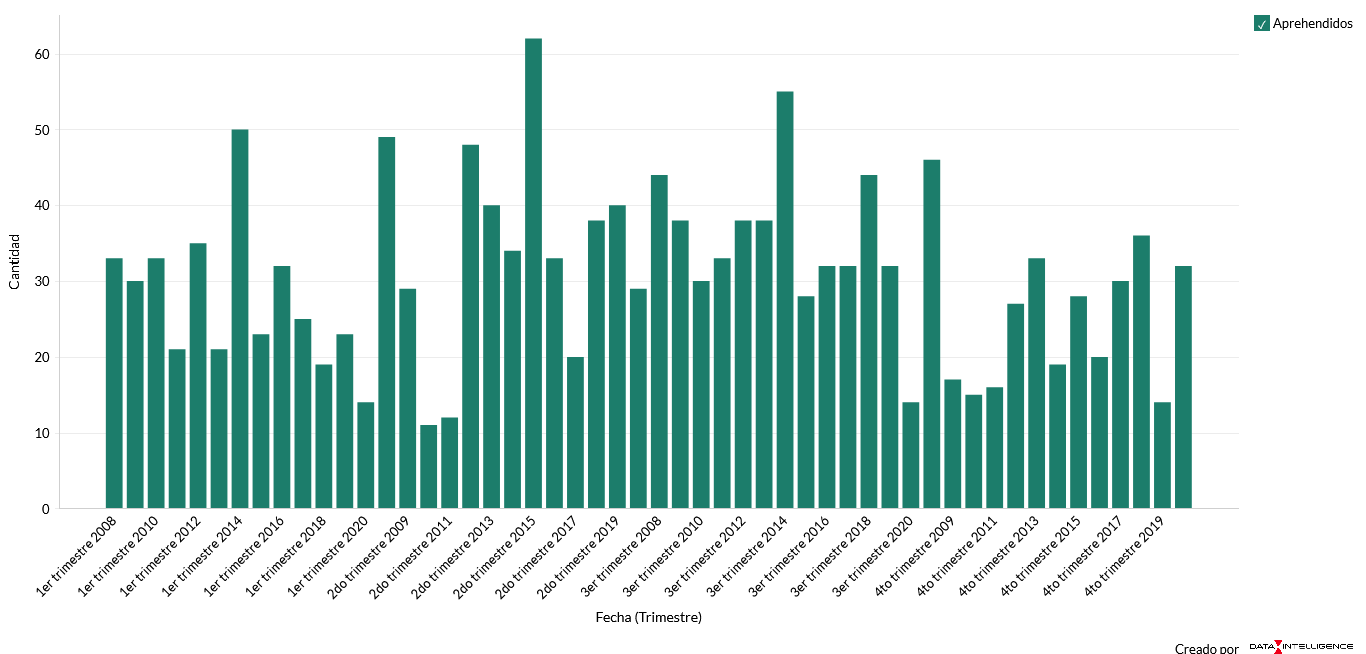 ✓ Aprehendidos
60
50
40
30
20
10
0
Cantidad
1er trimestre 2008
1er trimestre 2010
1er trimestre 2012
1er trimestre 2014
1er trimestre 2016
1er trimestre 2018
1er trimestre 2020
2do trimestre 2009
2do trimestre 2011
2do trimestre 2013
2do trimestre 2015
2do trimestre 2017
2do trimestre 2019
3er trimestre 2008
3er trimestre 2010
3er trimestre 2012
3er trimestre 2014
3er trimestre 2016
3er trimestre 2018
3er trimestre 2020
4to trimestre 2009
4to trimestre 2011
4to trimestre 2013
4to trimestre 2015
4to trimestre 2017
4to trimestre 2019
Fecha (Trimestre)
Creado por DATA INTELLIGENCE